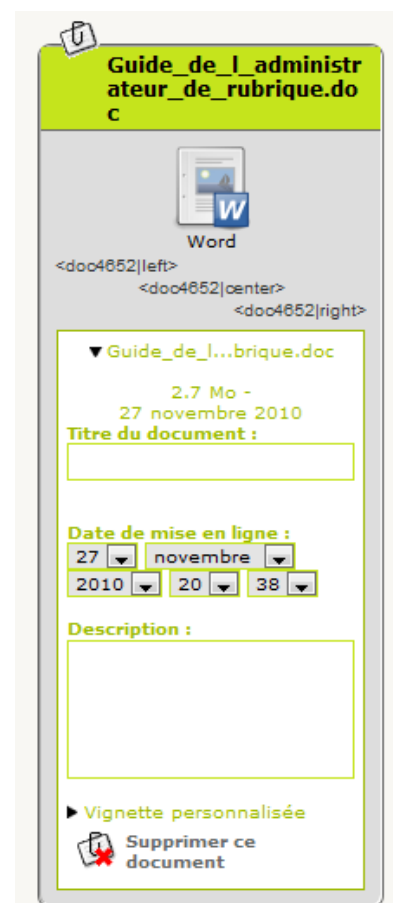 Guide_de_l_administr
ateur_de_rubrique.do
c
W
Word
<doc4652|left>
<doc4652|center>
<doc4652|right>
Guide_de_l...brique.doc
2.7 Mo -
27 novembre 2010
Titre du document :
Date de mise en ligne :
27 novembre
2010 20 38
Description :
Vignette personnalisée
Supprimer ce
document